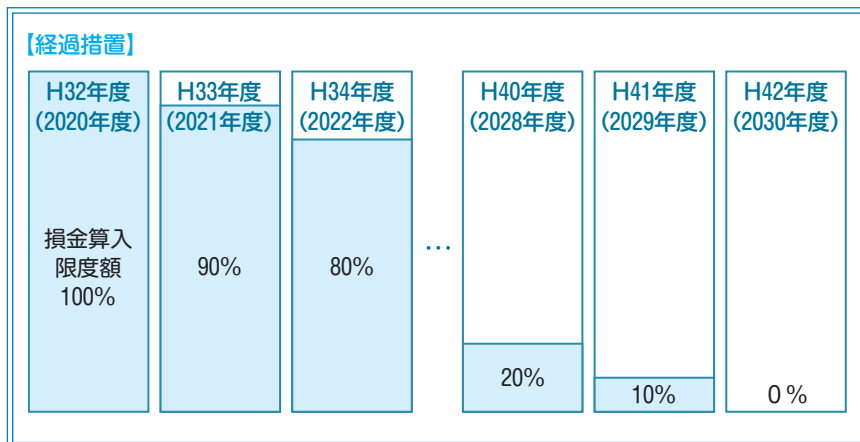 【経過措置】
H32年度
（2020年度）
損金算入
限度額
100%
H33年度
（2021年度）
90%
H34年度
（2022年度）
80%
…
H40年度
（2028年度）
20%
H41年度
（2029年度）
10%
H42年度
（2030年度）
0％